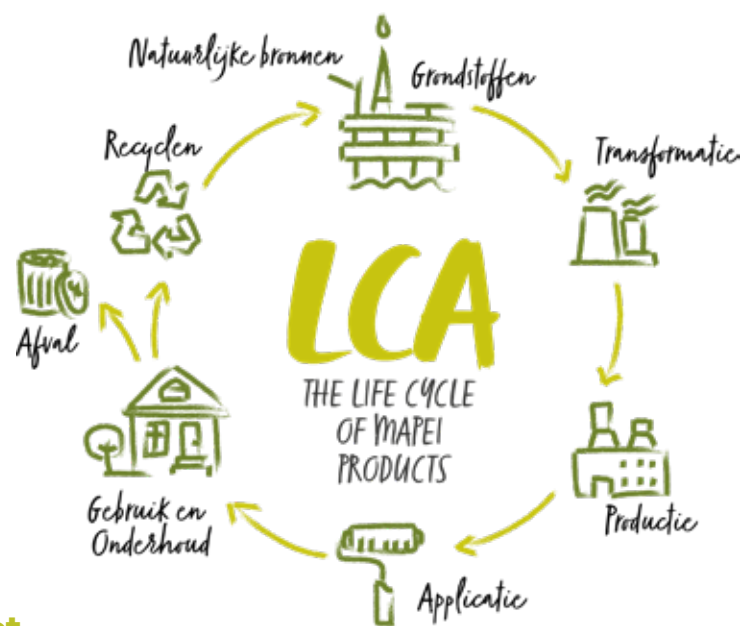 Natuurlijke bronnen
Grondstoffen
Recyclen
Transformatie
Afval
LCA
THE LIFE CYCLE
OF MAPEI
PRODUCTS
Gebruik en
Onderhoud
Productie
Applicatie